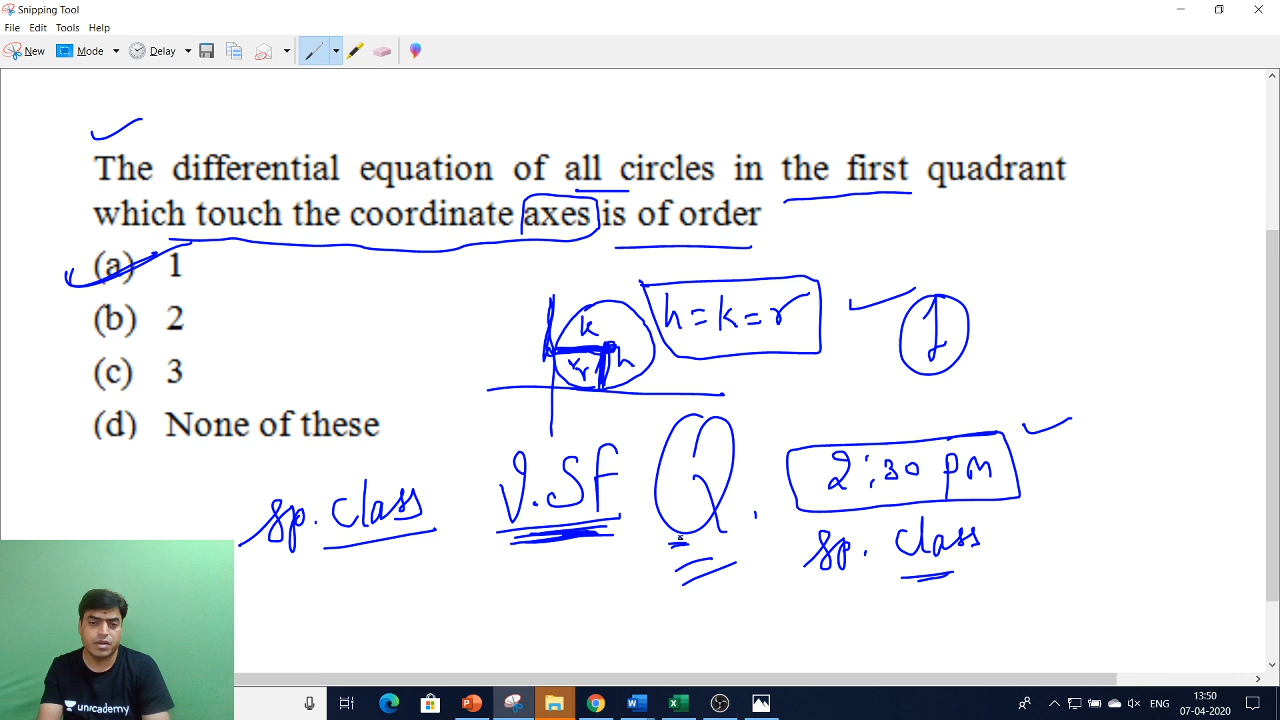 Snipping Tool
File Edit Tools Help
New Mode Delay
The differential equation of all circles in the first quadrant
which touch the coordinate axes is of order
(a) 1
(b) 2
(c) 3
(d) None of these
h = k = r
1
k
r r h
sp. class
Q.
2:30 pm
sp. class
unacademy
ENG
13:50
07-04-2020